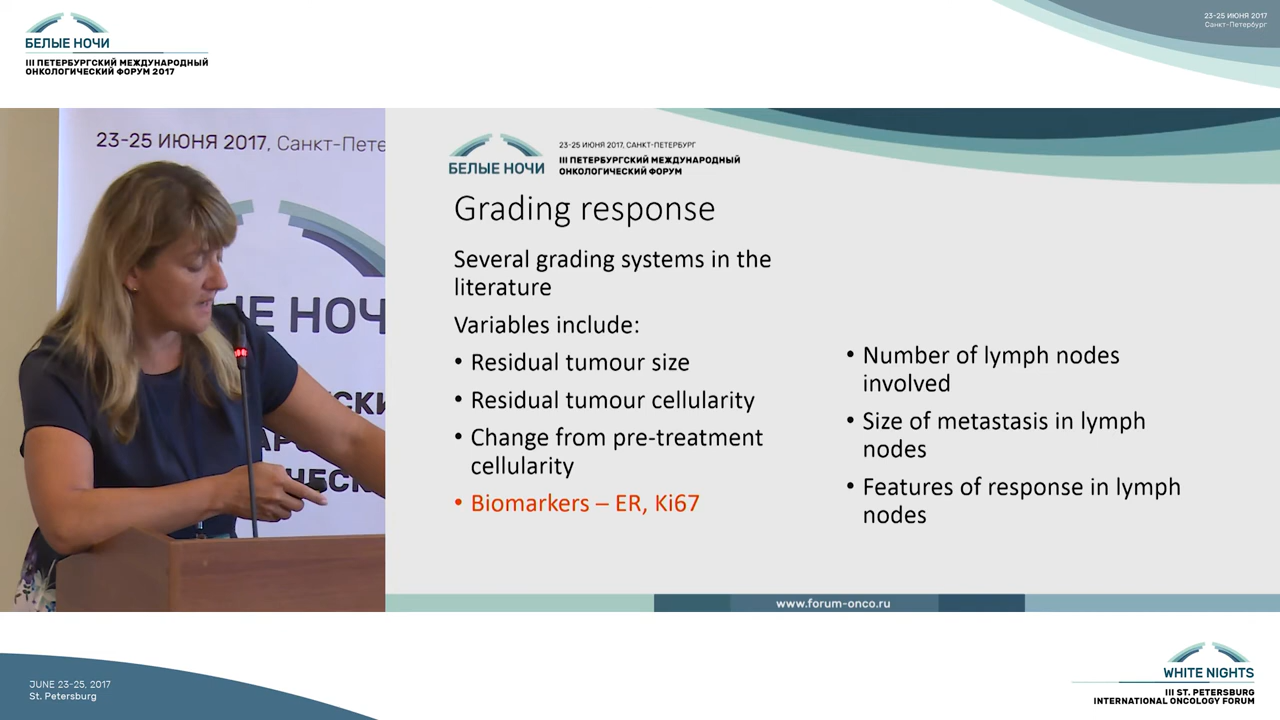 БЕЛЫЕ НОЧИ
III ПЕТЕРБУРГСКИЙ МЕЖДУНАРОДНЫЙ
ОНКОЛОГИЧЕСКИЙ ФОРУМ 2017
23-25 ИЮНЯ 2017
Санкт-Петербург
23-25 ИЮНЯ 2017, Санкт-Пете
ЫЕ НОЧ
23-25 ИЮНЯ 2017, САНКТ-ПЕТЕРБУРГ
БЕЛЫЕ НОЧИ
III ПЕТЕРБУРГСКИЙ МЕЖДУНАРОДНЫЙ
ОНКОЛОГИЧЕСКИЙ ФОРУМ
Grading response
Several grading systems in the
literature
Variables include:
• Residual tumour size
• Residual tumour cellularity
• Change from pre-treatment
cellularity
• Biomarkers – ER, Ki67
• Number of lymph nodes
involved
• Size of metastasis in lymph
nodes
• Features of response in lymph
nodes
www.forum-onco.ru
JUNE 23-25, 2017
St. Petersburg
WHITE NIGHTS
III ST. PETERSBURG
INTERNATIONAL ONCOLOGY FORUM